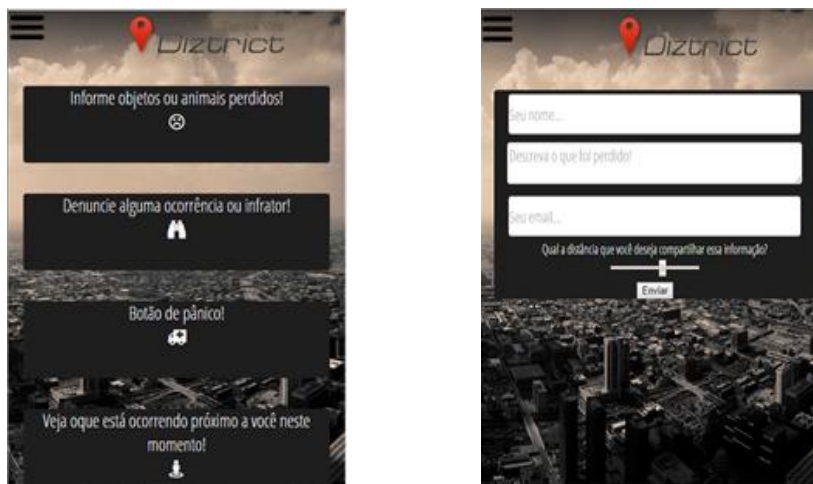 Diztrict
Informe objetos ou animais perdidos!
Denuncie alguma ocorrência ou infrator!
Botão de pânico!
Veja oque está ocorrendo próximo a você neste
momento!
Diztrict
Seu nome...
Descreva o que foi perdido!
Seu email...
Qual a distância que você deseja compartilhar essa informação?
Enviar